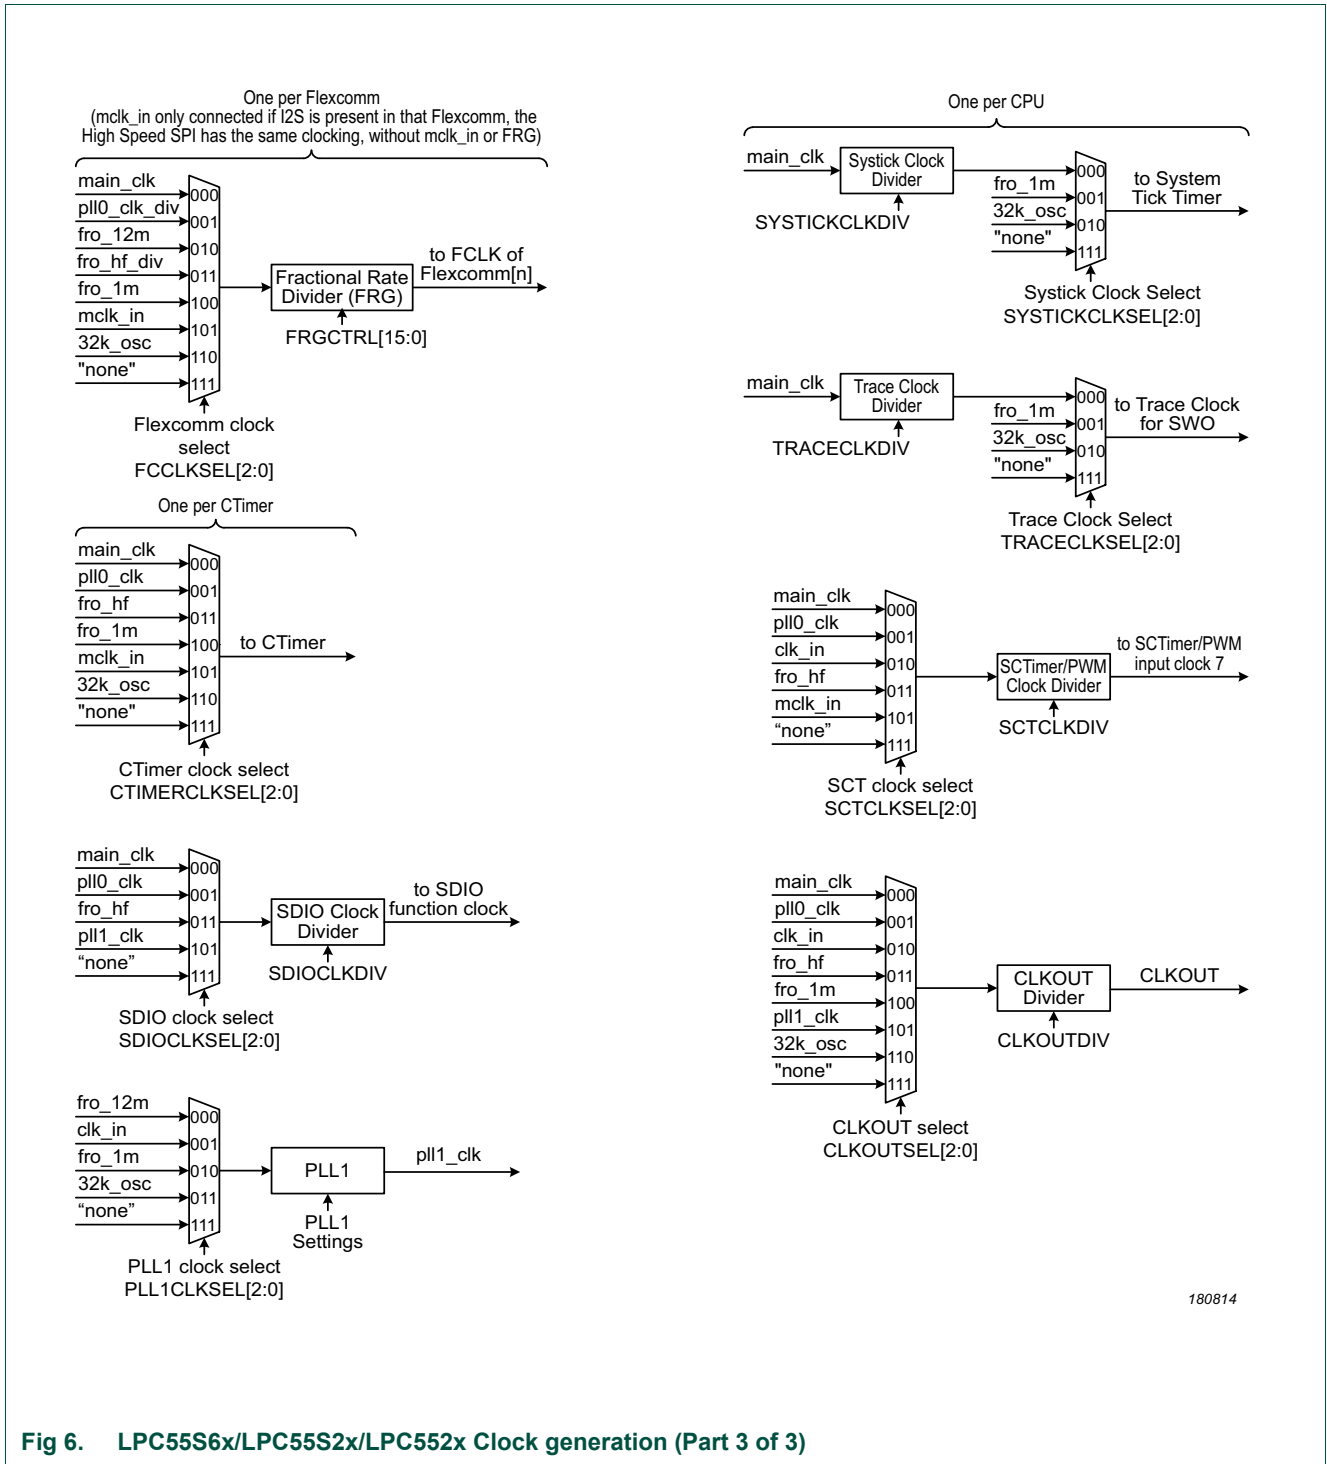 One per Flexcomm
(mclk_in only connected if I2S is present in that Flexcomm, the
High Speed SPI has the same clocking, without mclk_in or FRG)
main_clk
000
pll0_clk_div
001
fro_12m
010
fro_hf_div
011
fro_1m
100
mclk_in
101
32k_osc
110
"none"
111
Fractional Rate
Divider (FRG)
to FCLK of
Flexcomm[n]
FRGCTRL[15:0]
Flexcomm clock
select
FCCLKSEL[2:0]
One per CTimer
main_clk
000
pll0_clk
001
fro_hf
011
fro_1m
100
mclk_in
101
32k_osc
110
"none"
111
to CTimer
CTimer clock select
CTIMERCLKSEL[2:0]
main_clk
000
pll0_clk
001
fro_hf
011
pll1_clk
101
“none”
111
SDIO Clock
Divider
to SDIO
function clock
SDIOCLKDIV
SDIO clock select
SDIOCLKSEL[2:0]
fro_12m
000
clk_in
001
fro_1m
010
32k_osc
011
“none”
111
PLL1
pll1_clk
PLL1
Settings
PLL1 clock select
PLL1CLKSEL[2:0]
One per CPU
main_clk
Systick Clock
Divider
SYSTICKCLKDIV
000
fro_1m
001
32k_osc
010
"none"
111
to System
Tick Timer
Systick Clock Select
SYSTICKCLKSEL[2:0]
main_clk
Trace Clock
Divider
TRACECLKDIV
000
fro_1m
001
32k_osc
010
"none"
111
to Trace Clock
for SWO
Trace Clock Select
TRACECLKSEL[2:0]
main_clk
000
pll0_clk
001
clk_in
010
fro_hf
011
mclk_in
101
“none”
111
SCTimer/PWM
Clock Divider
to SCTimer/PWM
input clock 7
SCTCLKDIV
SCT clock select
SCTCLKSEL[2:0]
main_clk
000
pll0_clk
001
clk_in
010
fro_hf
011
fro_1m
100
pll1_clk
101
32k_osc
110
"none"
111
CLKOUT
Divider
CLKOUT
CLKOUTDIV
CLKOUT select
CLKOUTSEL[2:0]
180814
Fig 6. LPC55S6x/LPC55S2x/LPC552x Clock generation (Part 3 of 3)